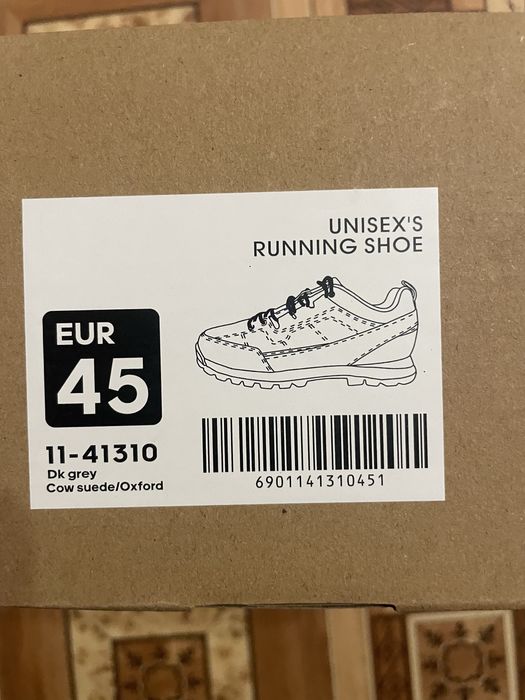 UNISEX'S
RUNNING SHOE
EUR
45
11-41310
Dk grey
Cow suede/Oxford
6901141310451